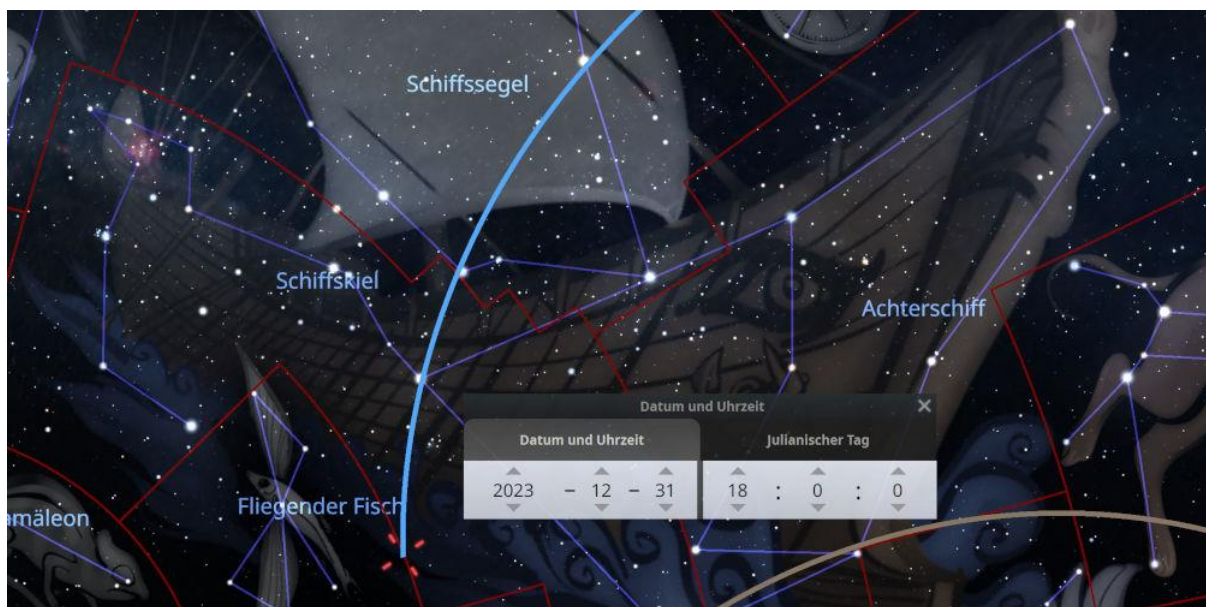 Schiffssegel
Schiffskiel
Achterschiff
Datum und Uhrzeit
Datum und Uhrzeit Julianischer Tag
2023 – 12 – 31 18 : 0 : 0
Fliegender Fisch
amäleon